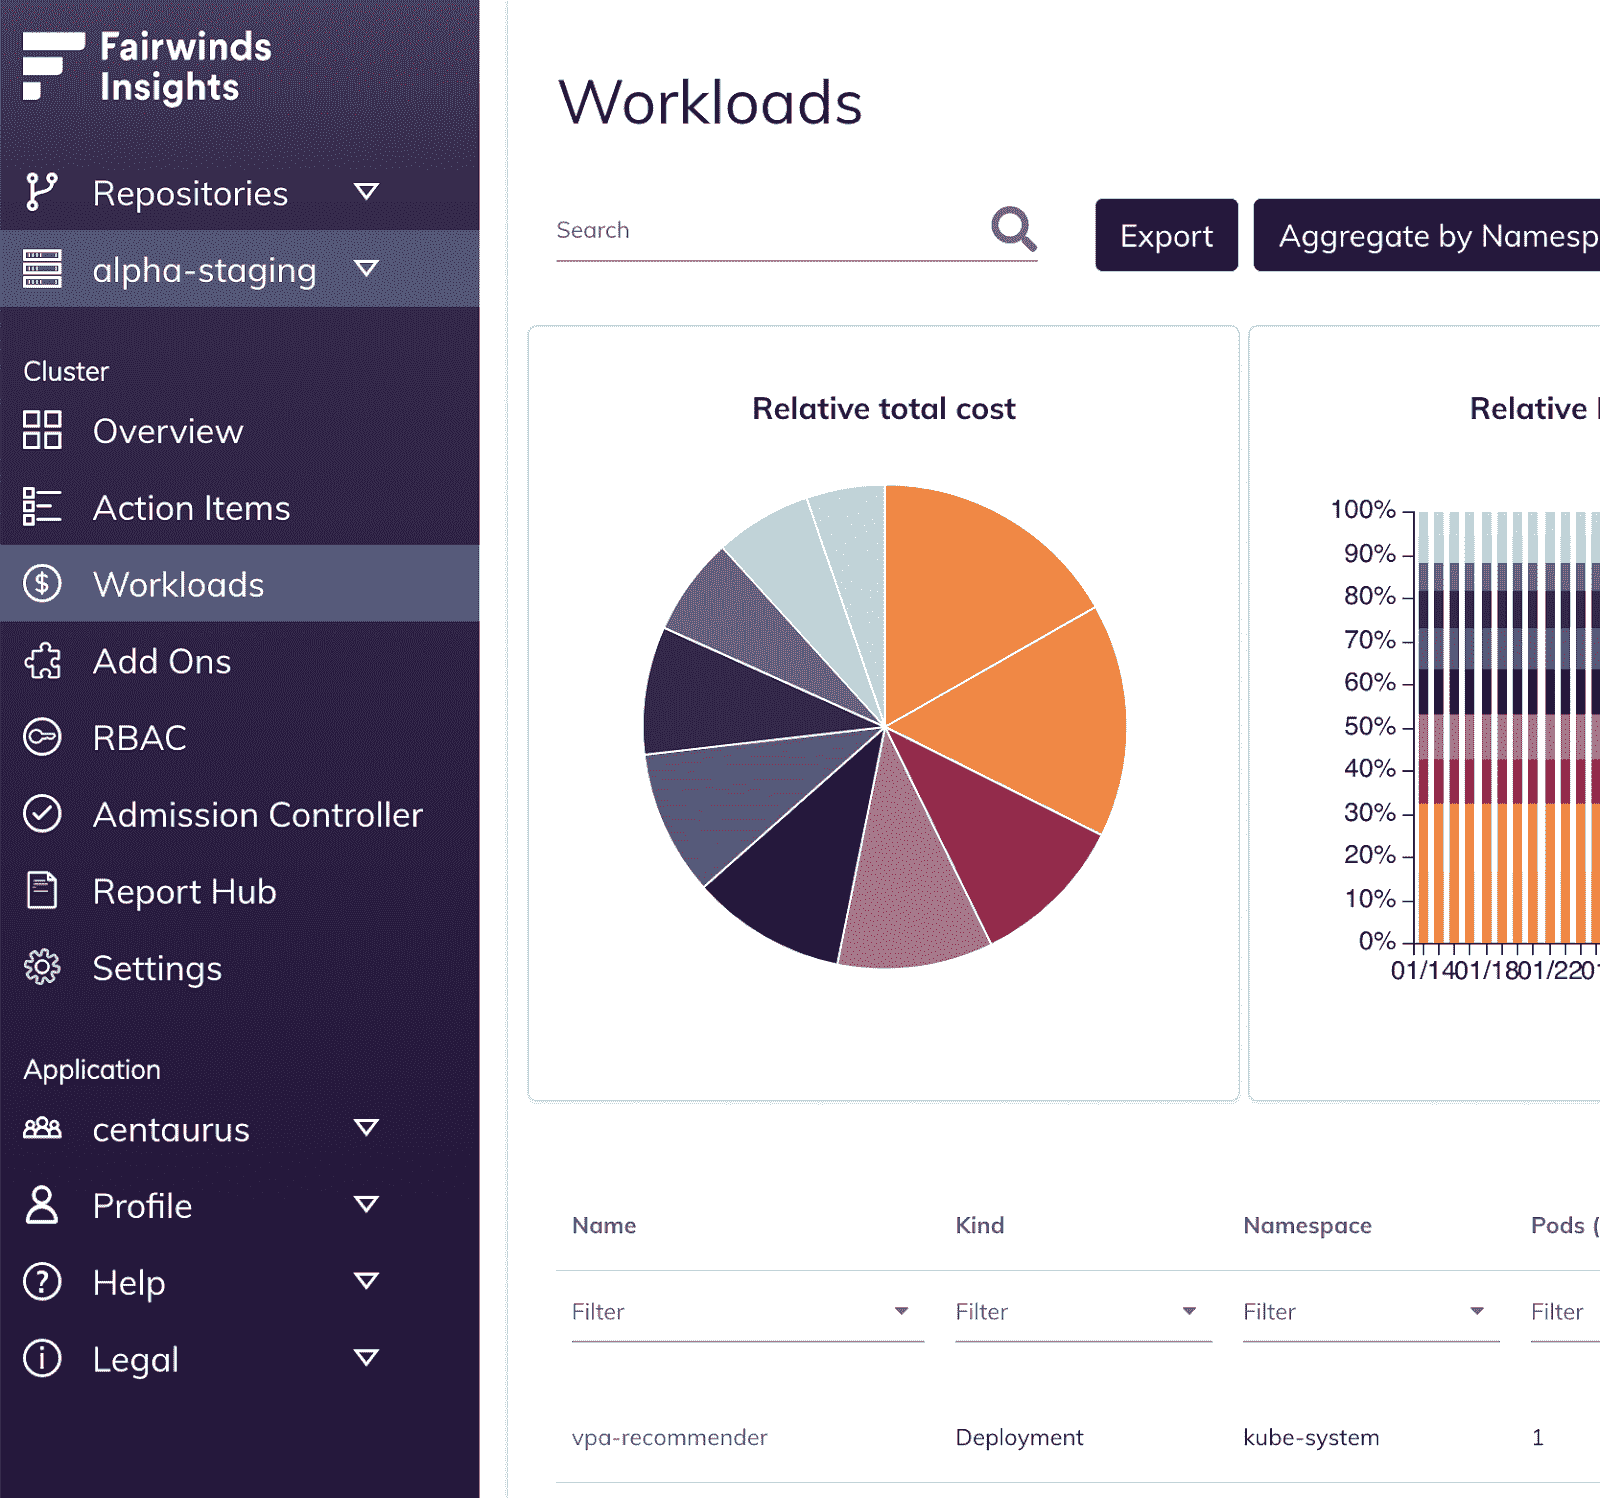 Fairwinds
Insights
Repositories
alpha-staging
Cluster
Overview
Action Items
Workloads
Add Ons
RBAC
Admission Controller
Report Hub
Settings
Application
centaurus
Profile
Help
Legal
Workloads
Search
Export
Aggregate by Namesp
Relative total cost
Relative
100%
90%
80%
70%
60%
50%
40%
30%
20%
10%
0%
01/14 01/18 01/22
Name Kind Namespace Pods (
Filter Filter Filter Filter
vpa-recommender Deployment kube-system 1